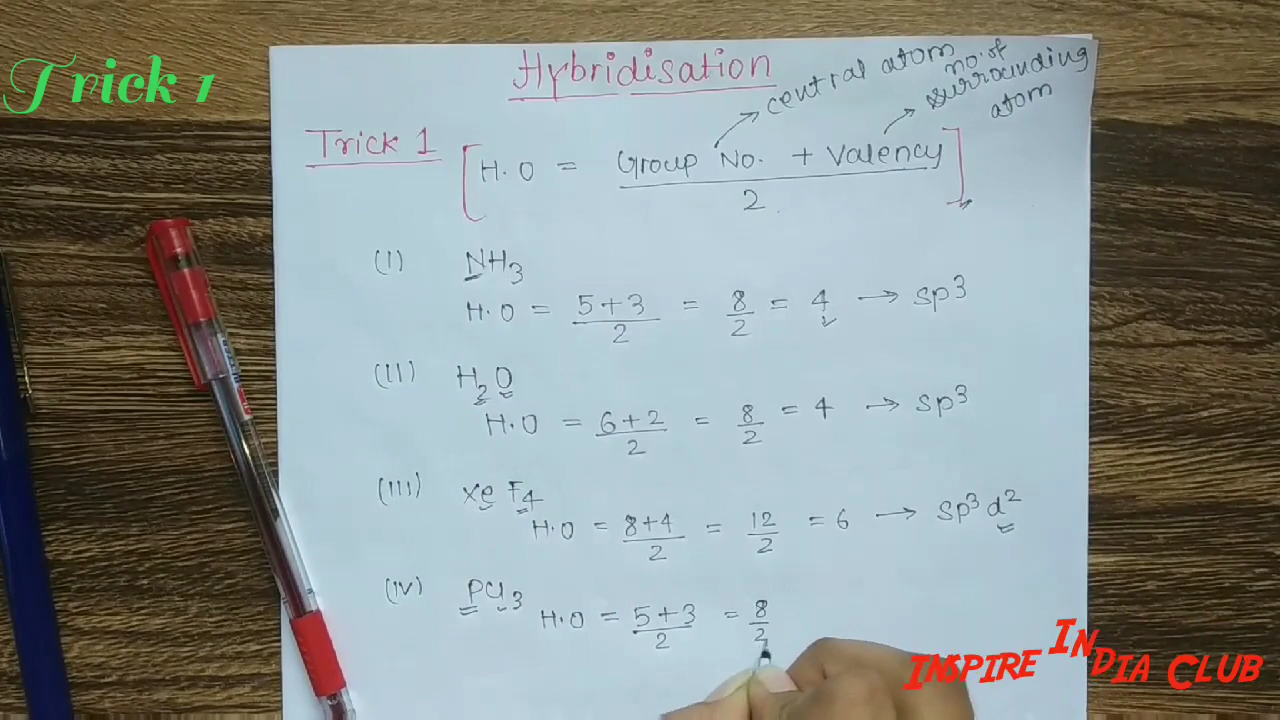 Trick 1
Hybridisation
central atom
no. of
surrounding
atom
Trick 1
[H.O = Group No. + Valency]
2
(I) NH3
H.O = 5+3/2 = 8/2 = 4 → sp3
(II) H2O
H.O = 6+2/2 = 8/2 = 4 → sp3
(III) xe F4
H.O = 8+4/2 = 12/2 = 6 → sp3d2
(IV) PCl3
H.O = 5+3/2 = 8/2
INSPIRE INDIA CLUB